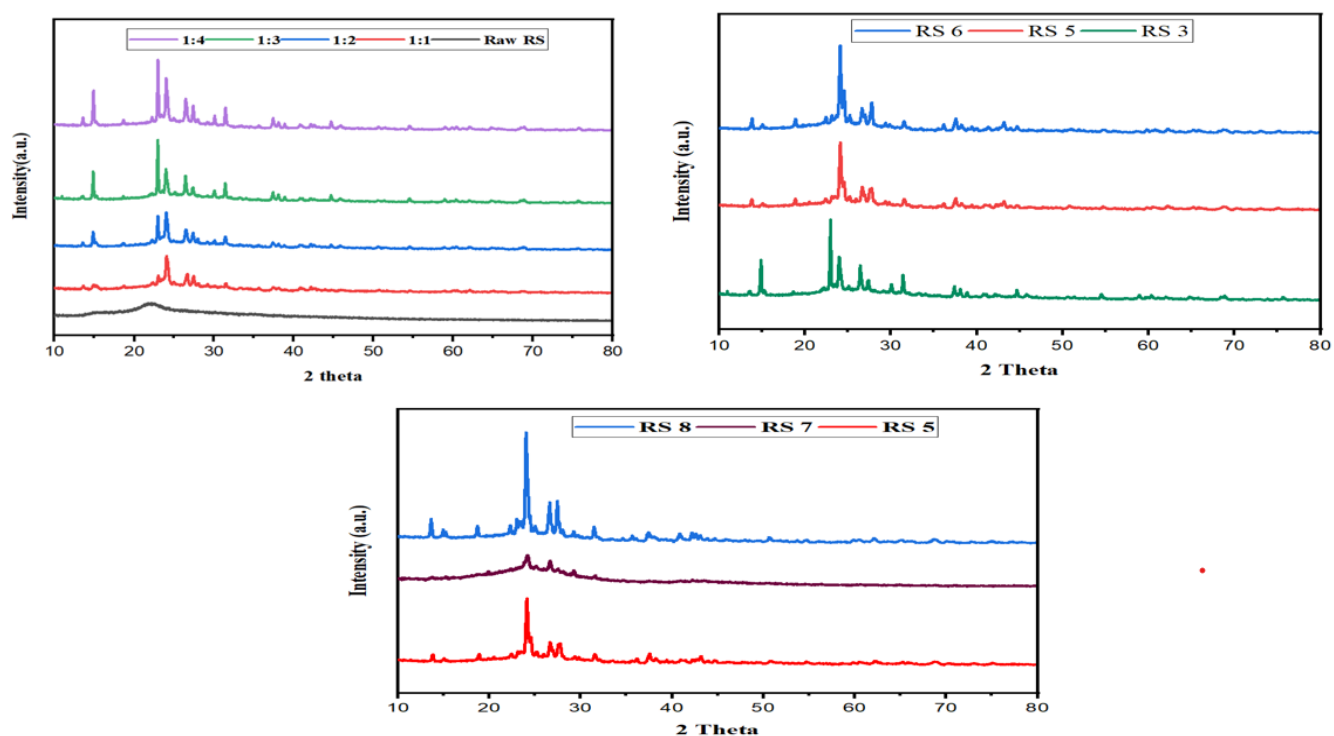 1:4 1:3 1:2 1:1 Raw RS
Intensity(a.u.)
10 20 30 40 50 60 70 80
2 theta
RS 6 RS 5 RS 3
Intensity (a.u.)
10 20 30 40 50 60 70 80
2 Theta
RS 8 RS 7 RS 5
Intensity (a.u.)
10 20 30 40 50 60 70 80
2 Theta